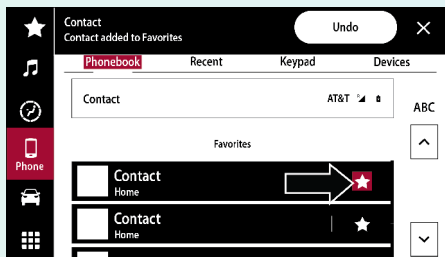 Contact
Contact added to Favorites
Undo
Phonebook Recent Keypad Devices
Contact AT&T
ABC
Favorites
Phone
Contact
Home
Contact
Home